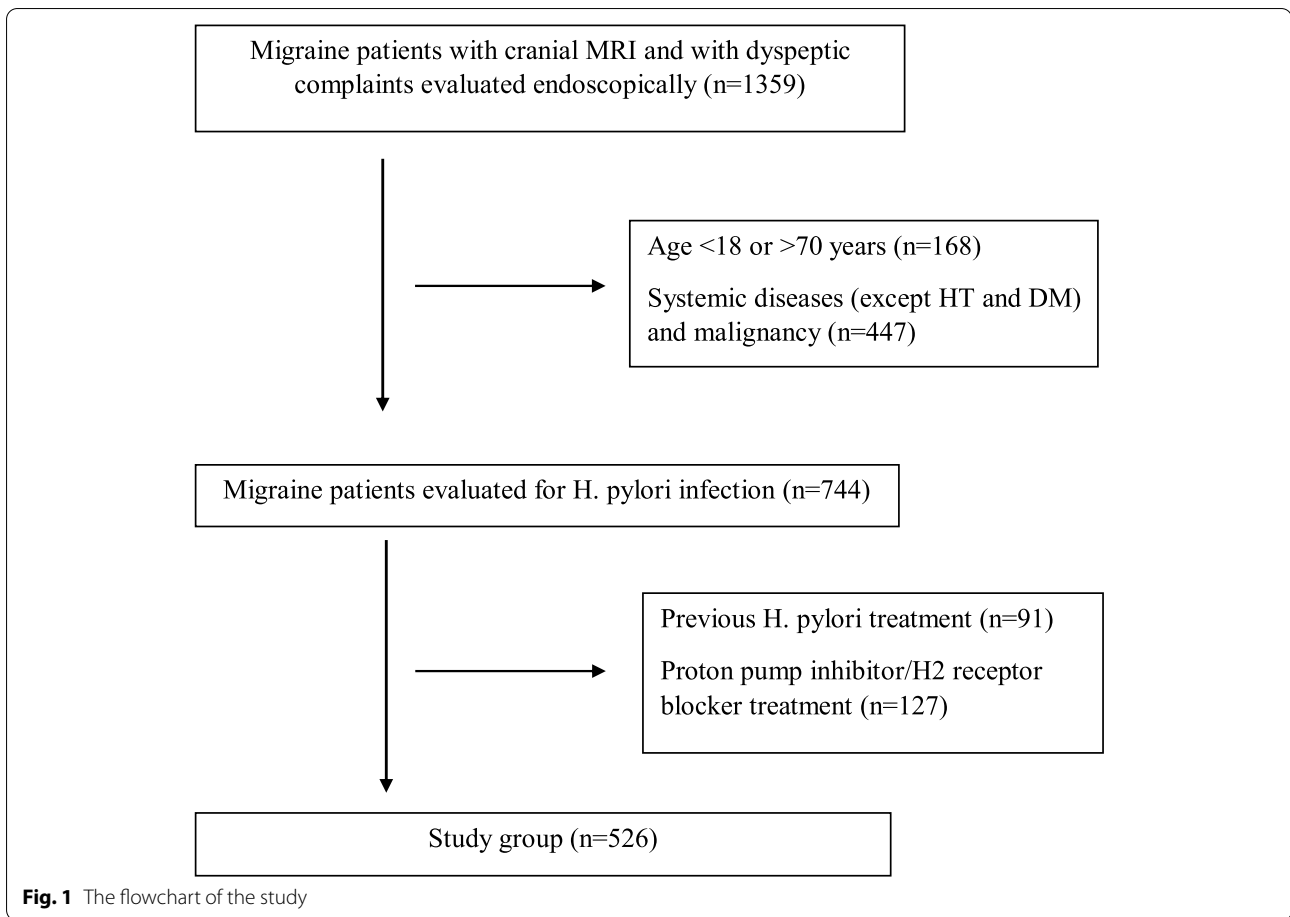 Migraine patients with cranial MRI and with dyspeptic
complaints evaluated endoscopically (n=1359)
Age <18 or >70 years (n=168)
Systemic diseases (except HT and DM)
and malignancy (n=447)
Migraine patients evaluated for H. pylori infection (n=744)
Previous H. pylori treatment (n=91)
Proton pump inhibitor/H2 receptor
blocker treatment (n=127)
Study group (n=526)
Fig. 1 The flowchart of the study